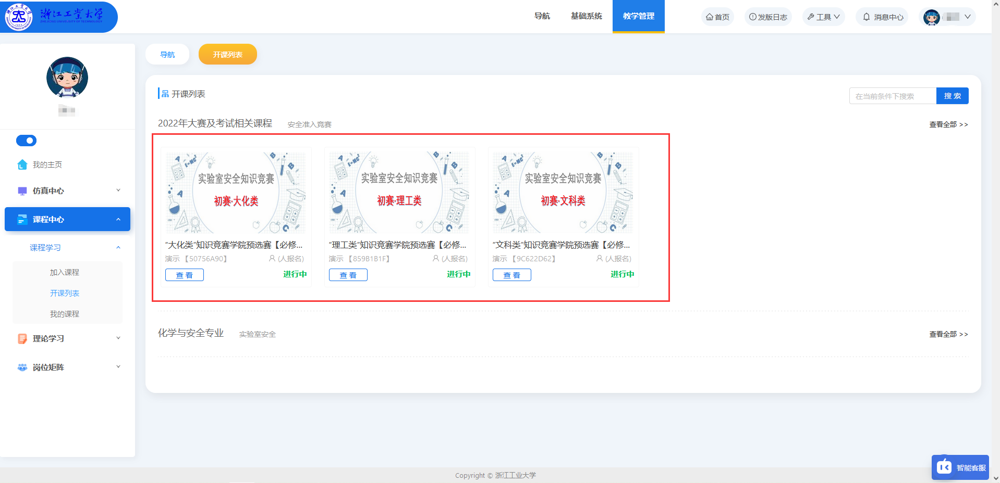 浙江工业大学
ZHEJIANG UNIVERSITY OF TECHNOLOGY
导航
基础系统
教学管理
首页
发版日志
工具
消息中心
导航
开课列表
我的主页
仿真中心
课程中心
课程学习
加入课程
开课列表
我的课程
理论学习
岗位矩阵
开课列表
在当前条件下搜索
搜 索
2022年大赛及考试相关课程
安全准入竞赛
查看全部 >>
实验室安全知识竞赛
初赛·大化类
“大化类”知识竞赛学院预选赛【必修...
演示 【50756A90】
(人报名)
查 看
进行中
实验室安全知识竞赛
初赛·理工类
“理工类”知识竞赛学院预选赛【必修...
演示 【859B1B1F】
(人报名)
查 看
进行中
实验室安全知识竞赛
初赛·文科类
“文科类”知识竞赛学院预选赛【必修...
演示 【9C622D62】
(人报名)
查 看
进行中
化学与安全专业
实验室安全
查看全部 >>
智能客服
Copyright © 浙江工业大学